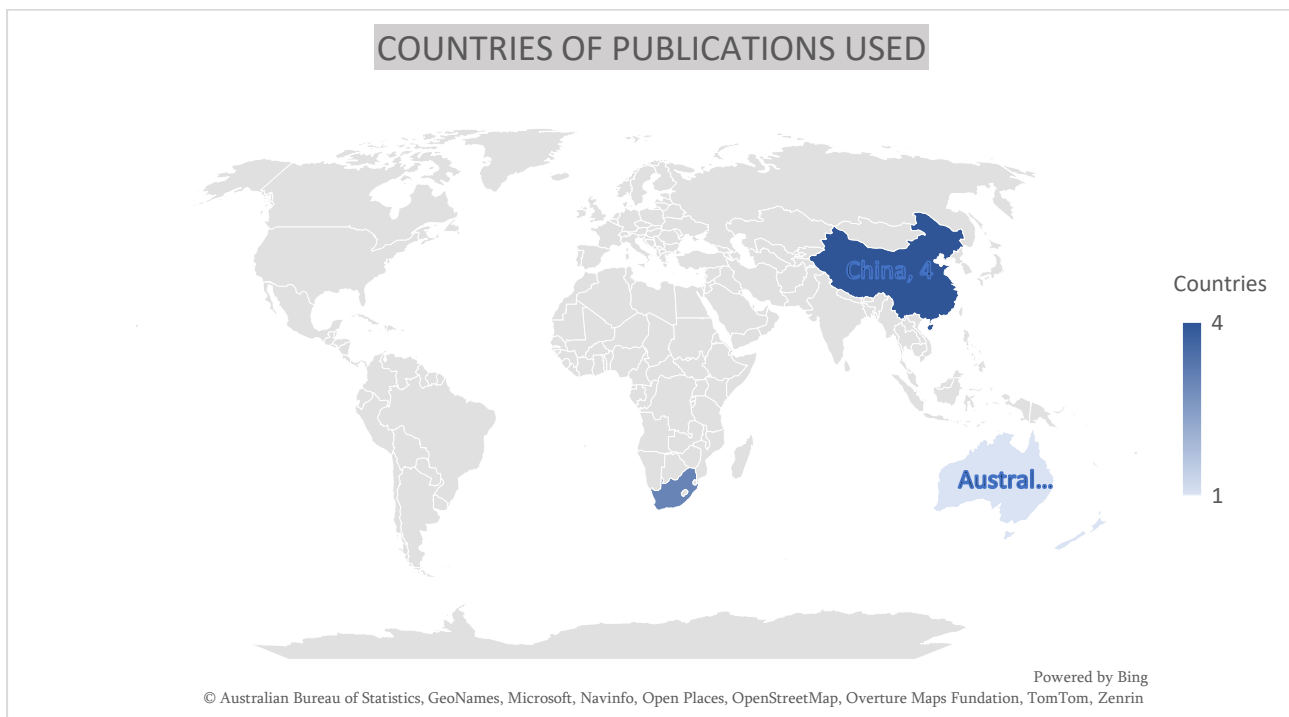 COUNTRIES OF PUBLICATIONS USED
China, 4
Austral...
Countries
4
1
Powered by Bing
© Australian Bureau of Statistics, GeoNames, Microsoft, Navinfo, Open Places, OpenStreetMap, Overture Maps Fundation, TomTom, Zenrin